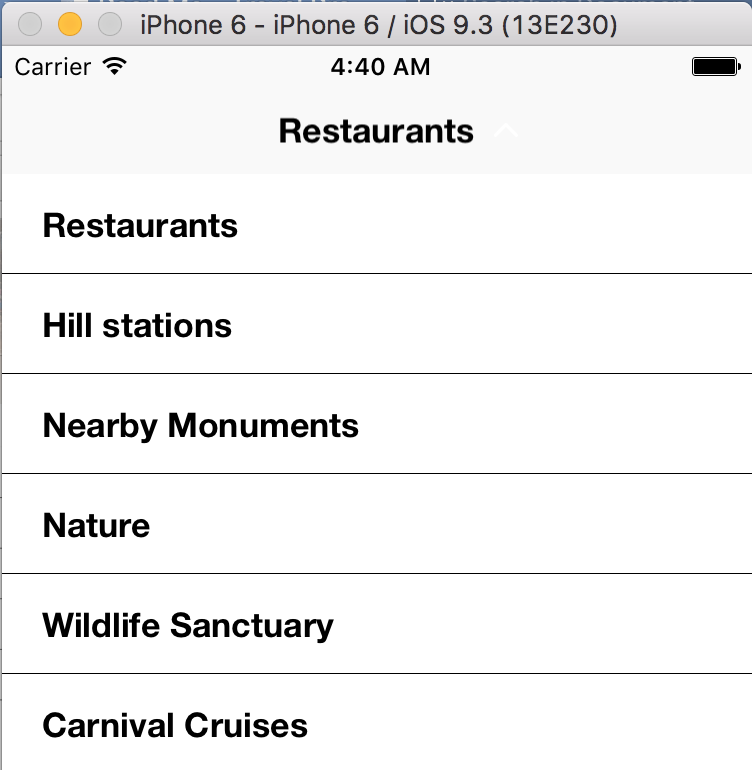 iPhone 6 - iPhone 6 / iOS 9.3 (13E230)
Carrier 4:40 AM
Restaurants
Restaurants
Hill stations
Nearby Monuments
Nature
Wildlife Sanctuary
Carnival Cruises